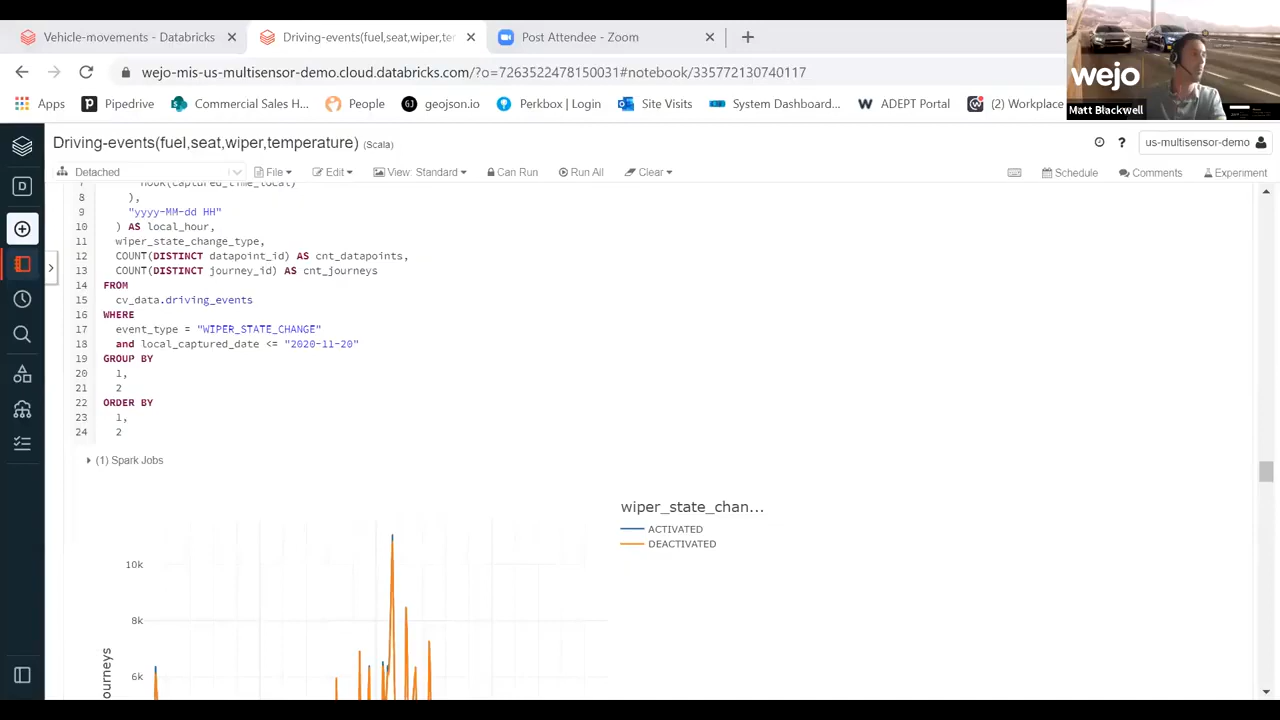 Vehicle-movements - Databricks
Driving-events(fuel,seat,wiper,te
Post Attendee - Zoom
wejo-mis-us-multisensor-demo.cloud.databricks.com/?o=7263522478150031#notebook/335772130740117
Apps
Pipedrive
Commercial Sales H...
People
geojson.io
Perkbox | Login
Site Visits
System Dashboard...
ADEPT Portal
(2) Workplace
wejo
Matt Blackwell
Driving-events(fuel,seat,wiper,temperature) (Scala)
us-multisensor-demo
Detached
File
Edit
View: Standard
Can Run
Run All
Clear
Schedule
Comments
Experiment
7 HOUR(captured_time_local)
8 ),
9 "yyyy-MM-dd HH"
10 ) AS local_hour,
11 wiper_state_change_type,
12 COUNT(DISTINCT datapoint_id) AS cnt_datapoints,
13 COUNT(DISTINCT journey_id) AS cnt_journeys
14 FROM
15 cv_data.driving_events
16 WHERE
17 event_type = "WIPER_STATE_CHANGE"
18 and local_captured_date <= "2020-11-20"
19 GROUP BY
20 1,
21 2
22 ORDER BY
23 1,
24 2
(1) Spark Jobs
wiper_state_chan...
ACTIVATED
DEACTIVATED
10k
8k
6k